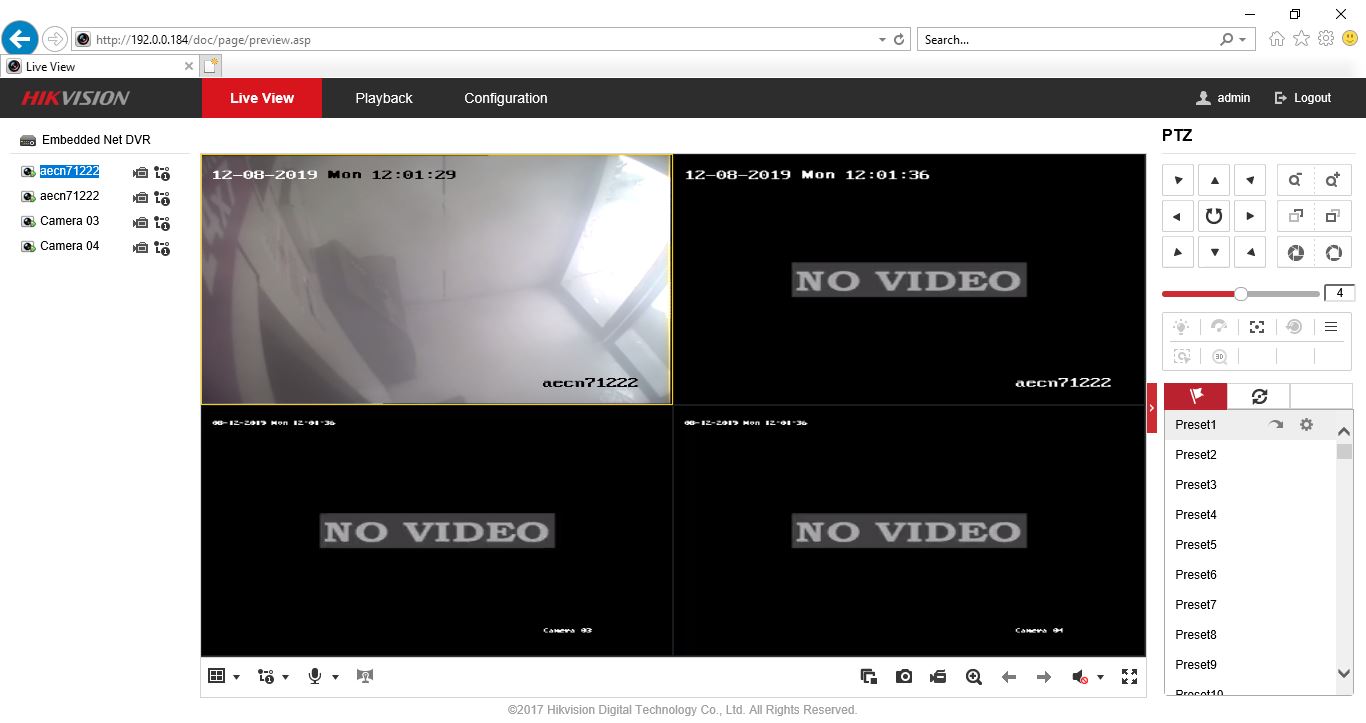 http://192.0.0.184/doc/page/preview.asp
Search...
Live View
HIKVISION
Live View
Playback
Configuration
admin
Logout
Embedded Net DVR
aecn71222
aecn71222
Camera 03
Camera 04
12-08-2019 Mon 12:01:29
aecn71222
12-08-2019 Mon 12:01:36
NO VIDEO
aecn71222
08-12-2019 Mon 12:01:36
NO VIDEO
Camera 03
08-12-2019 Mon 12:01:36
NO VIDEO
Camera 04
PTZ
4
3D
Preset1
Preset2
Preset3
Preset4
Preset5
Preset6
Preset7
Preset8
Preset9
Preset10
©2017 Hikvision Digital Technology Co., Ltd. All Rights Reserved.